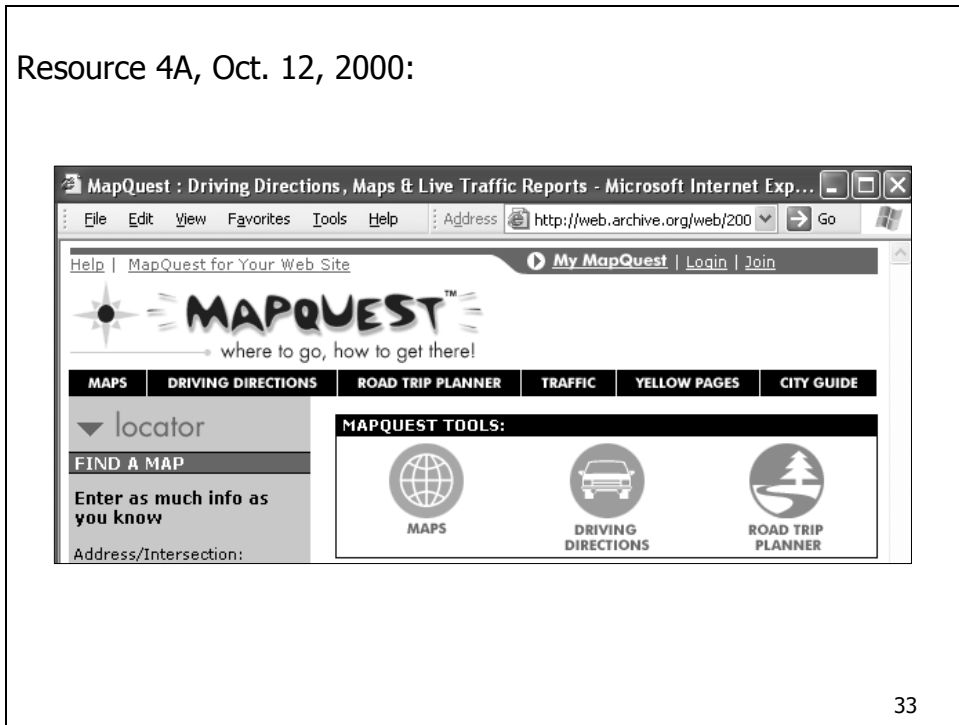 Resource 4A, Oct. 12, 2000:
MapQuest : Driving Directions, Maps & Live Traffic Reports - Microsoft Internet Exp...
File Edit View Favorites Tools Help Address http://web.archive.org/web/200 Go
Help | MapQuest for Your Web Site My MapQuest | Login | Join
MAPQUEST™
where to go, how to get there!
MAPS DRIVING DIRECTIONS ROAD TRIP PLANNER TRAFFIC YELLOW PAGES CITY GUIDE
locator
FIND A MAP
Enter as much info as
you know
Address/Intersection:
MAPQUEST TOOLS:
MAPS
DRIVING
DIRECTIONS
ROAD TRIP
PLANNER
33